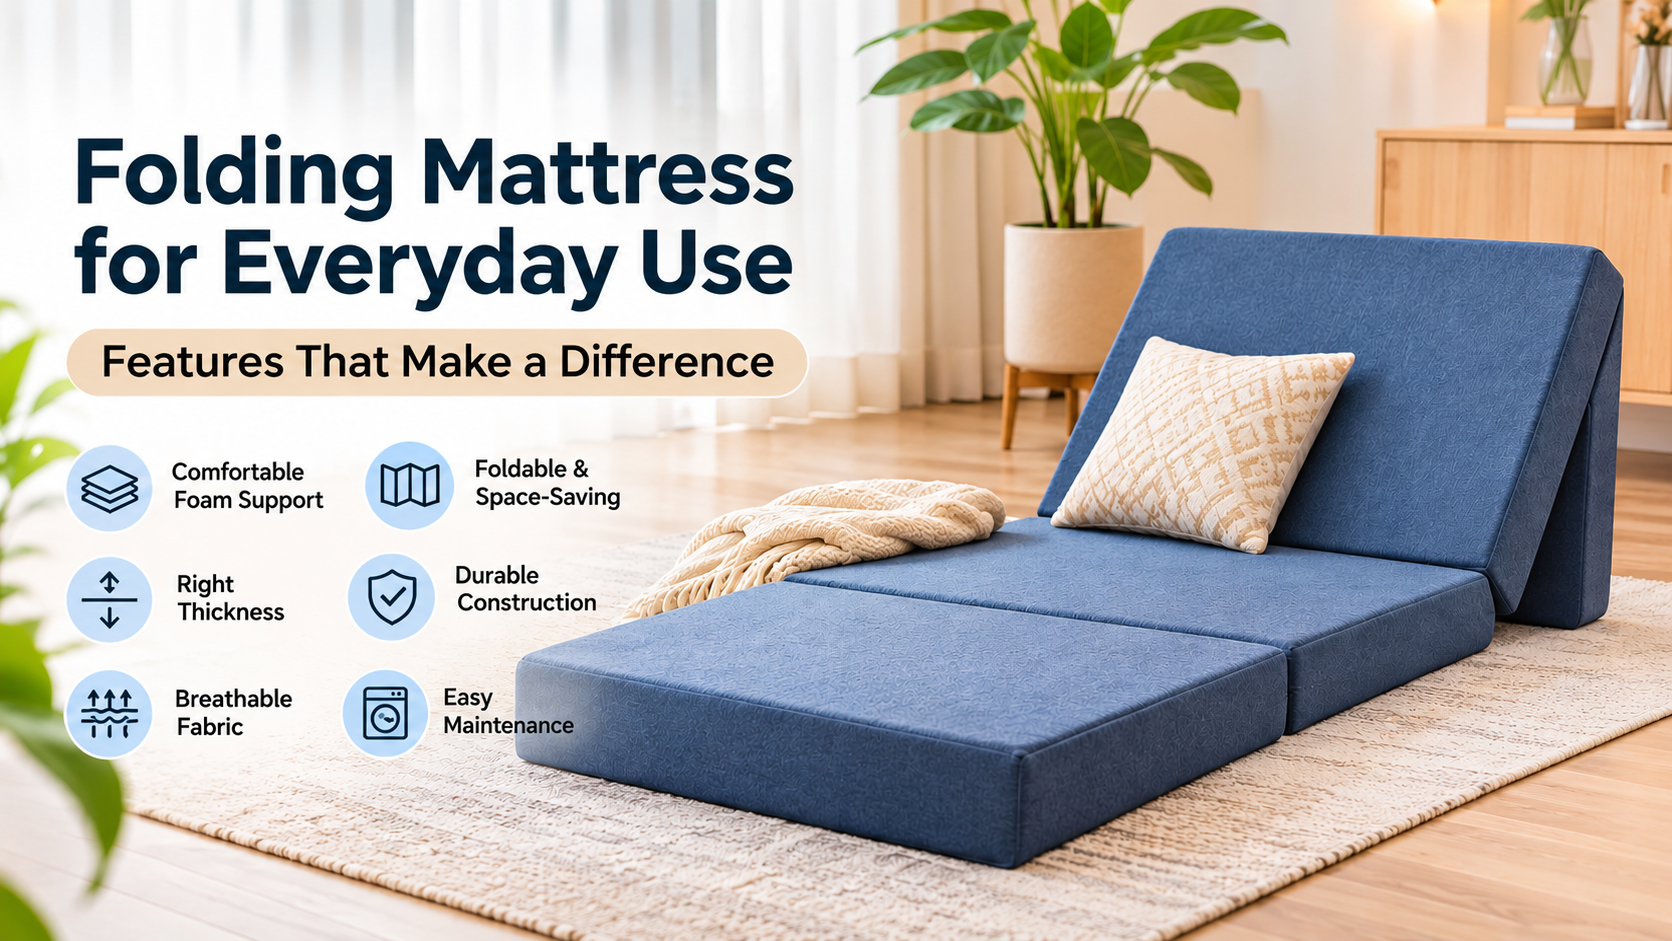 Folding Mattress
for Everyday Use
Features That Make a Difference
Comfortable
Foam Support
Foldable &
Space-Saving
Right
Thickness
Durable
Construction
Breathable
Fabric
Easy
Maintenance